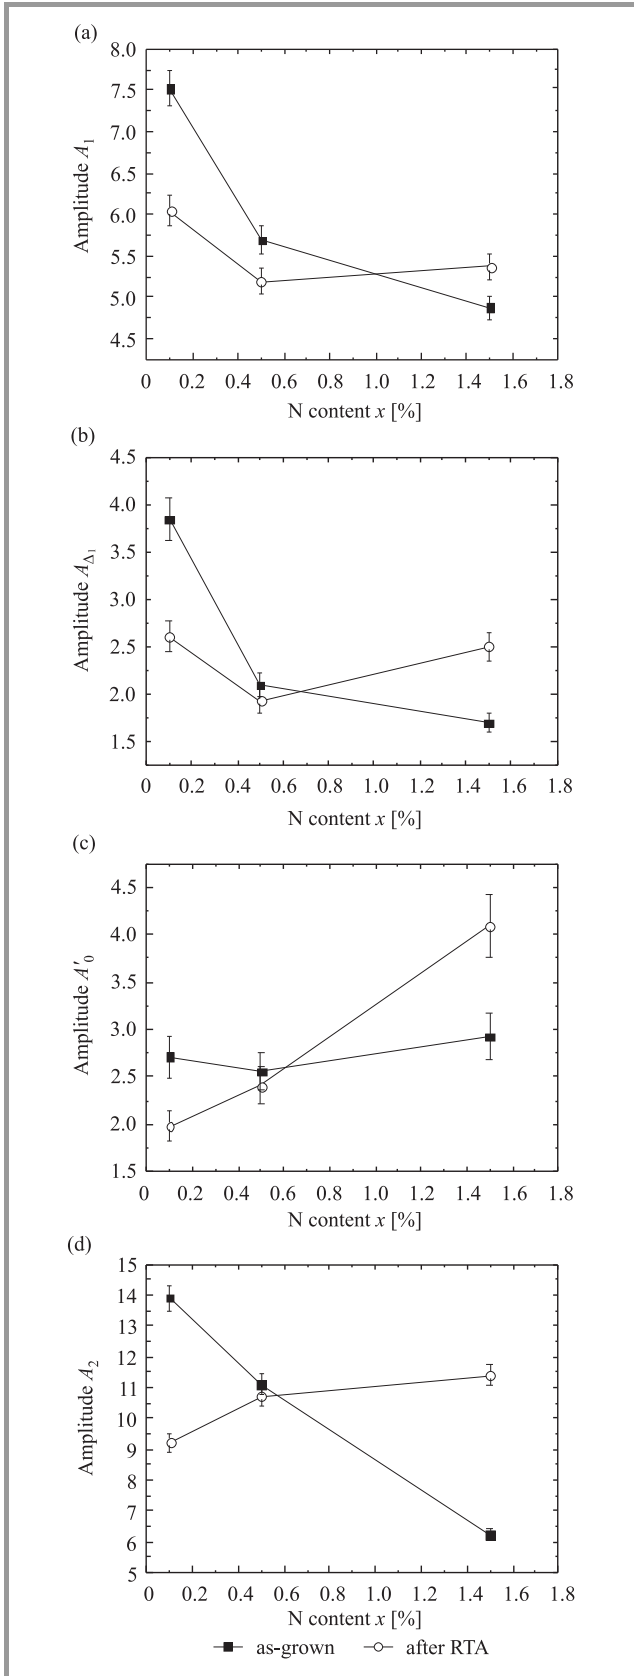 (a)
8.0
7.5
7.0
6.5
6.0
5.5
5.0
4.5
Amplitude A₁
0 0.2 0.4 0.6 0.8 1.0 1.2 1.4 1.6 1.8
N content x [%]
(b)
4.5
4.0
3.5
3.0
2.5
2.0
1.5
Amplitude A_Δ₁
0 0.2 0.4 0.6 0.8 1.0 1.2 1.4 1.6 1.8
N content x [%]
(c)
4.5
4.0
3.5
3.0
2.5
2.0
1.5
Amplitude A′₀
0 0.2 0.4 0.6 0.8 1.0 1.2 1.4 1.6 1.8
N content x [%]
(d)
15
14
13
12
11
10
9
8
7
6
5
Amplitude A₂
0 0.2 0.4 0.6 0.8 1.0 1.2 1.4 1.6 1.8
N content x [%]
as-grown after RTA